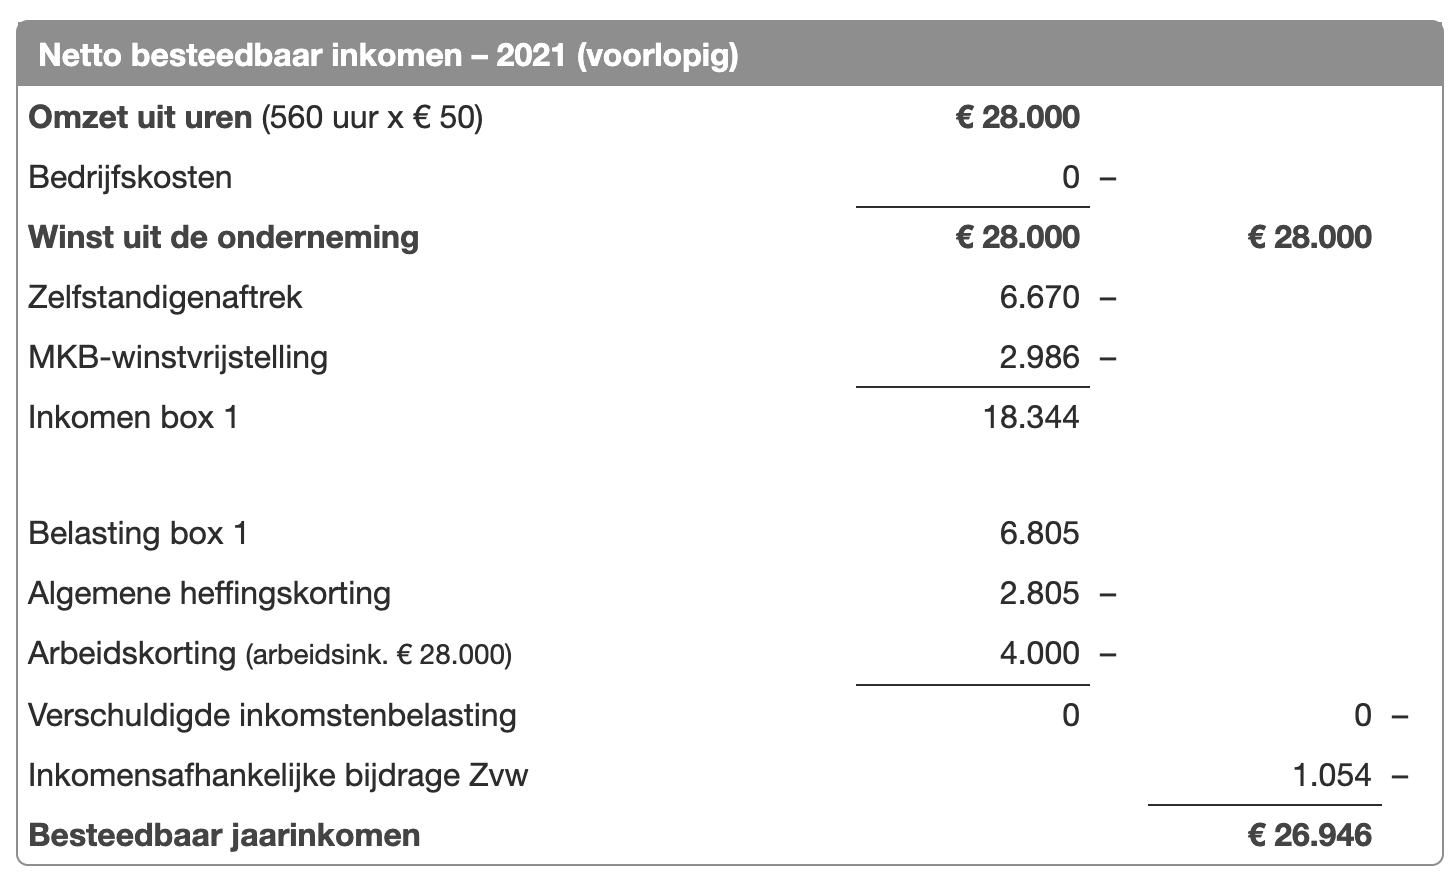 Netto besteedbaar inkomen – 2021 (voorlopig)
Omzet uit uren (560 uur x € 50) € 28.000
Bedrijfskosten 0 –
Winst uit de onderneming € 28.000 € 28.000
Zelfstandigenaftrek 6.670 –
MKB-winstvrijstelling 2.986 –
Inkomen box 1 18.344
Belasting box 1 6.805
Algemene heffingskorting 2.805 –
Arbeidskorting (arbeidsink. € 28.000) 4.000 –
Verschuldigde inkomstenbelasting 0 0 –
Inkomensafhankelijke bijdrage Zvw 1.054 –
Besteedbaar jaarinkomen € 26.946